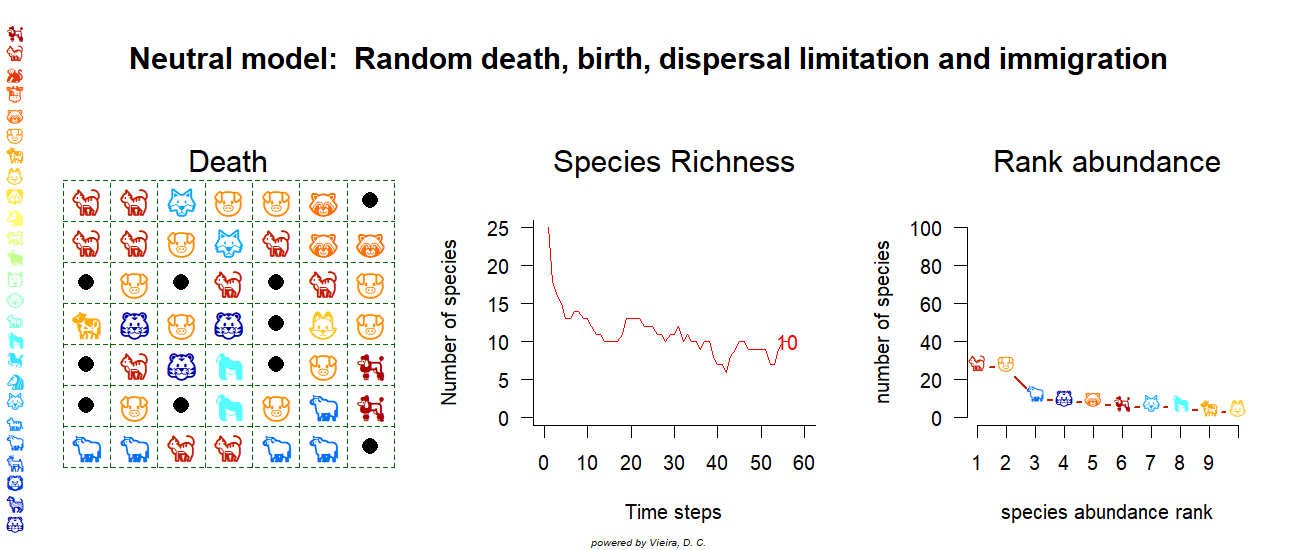 Neutral model:  Random death, birth, dispersal limitation and immigration
Death
Species Richness
Number of species
25
20
15
10
5
0
10
0 10 20 30 40 50 60
Time steps
Rank abundance
number of species
100
80
60
40
20
0
1 2 3 4 5 6 7 8 9
species abundance rank
powered by Vieira, D. C.